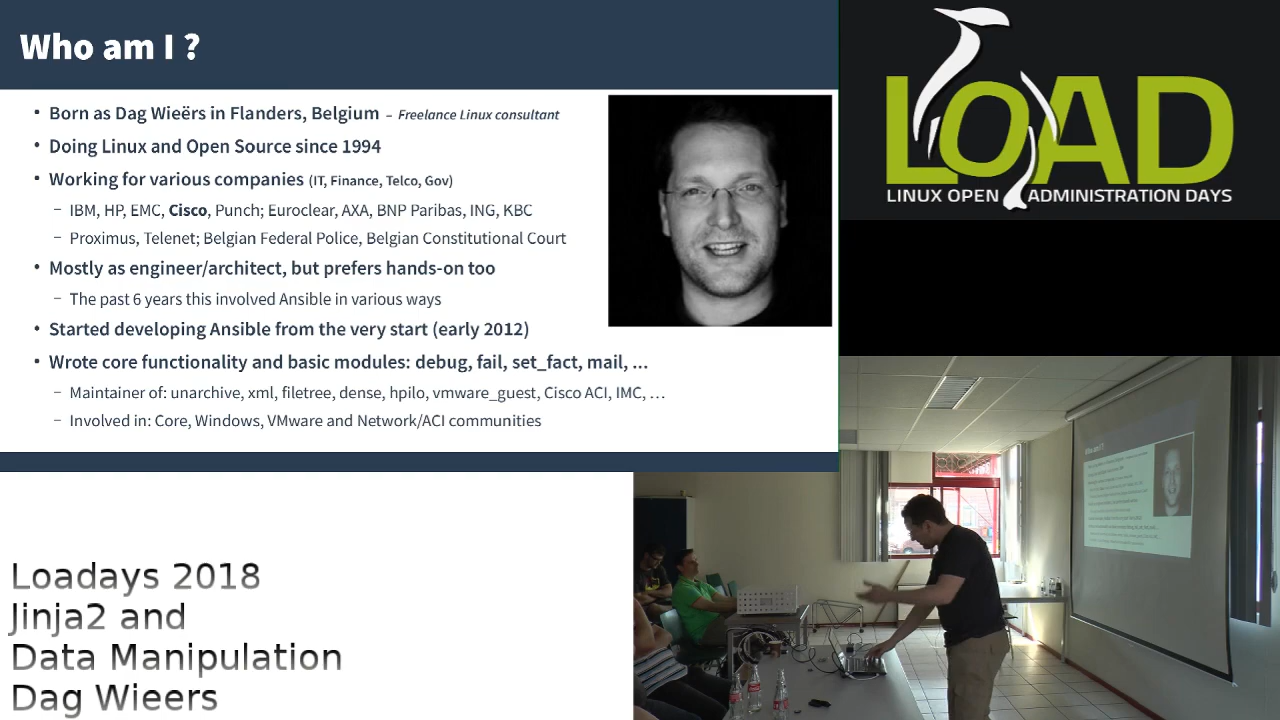 Who am I ?
• Born as Dag Wieërs in Flanders, Belgium – Freelance Linux consultant
• Doing Linux and Open Source since 1994
• Working for various companies (IT, Finance, Telco, Gov)
– IBM, HP, EMC, Cisco, Punch; Euroclear, AXA, BNP Paribas, ING, KBC
– Proximus, Telenet; Belgian Federal Police, Belgian Constitutional Court
• Mostly as engineer/architect, but prefers hands-on too
– The past 6 years this involved Ansible in various ways
• Started developing Ansible from the very start (early 2012)
• Wrote core functionality and basic modules: debug, fail, set_fact, mail, ...
– Maintainer of: unarchive, xml, filetree, dense, hpilo, vmware_guest, Cisco ACI, IMC, …
– Involved in: Core, Windows, VMware and Network/ACI communities
LOAD
LINUX OPEN ADMINISTRATION DAYS
Loadays 2018
Jinja2 and
Data Manipulation
Dag Wieers
Who am I ?